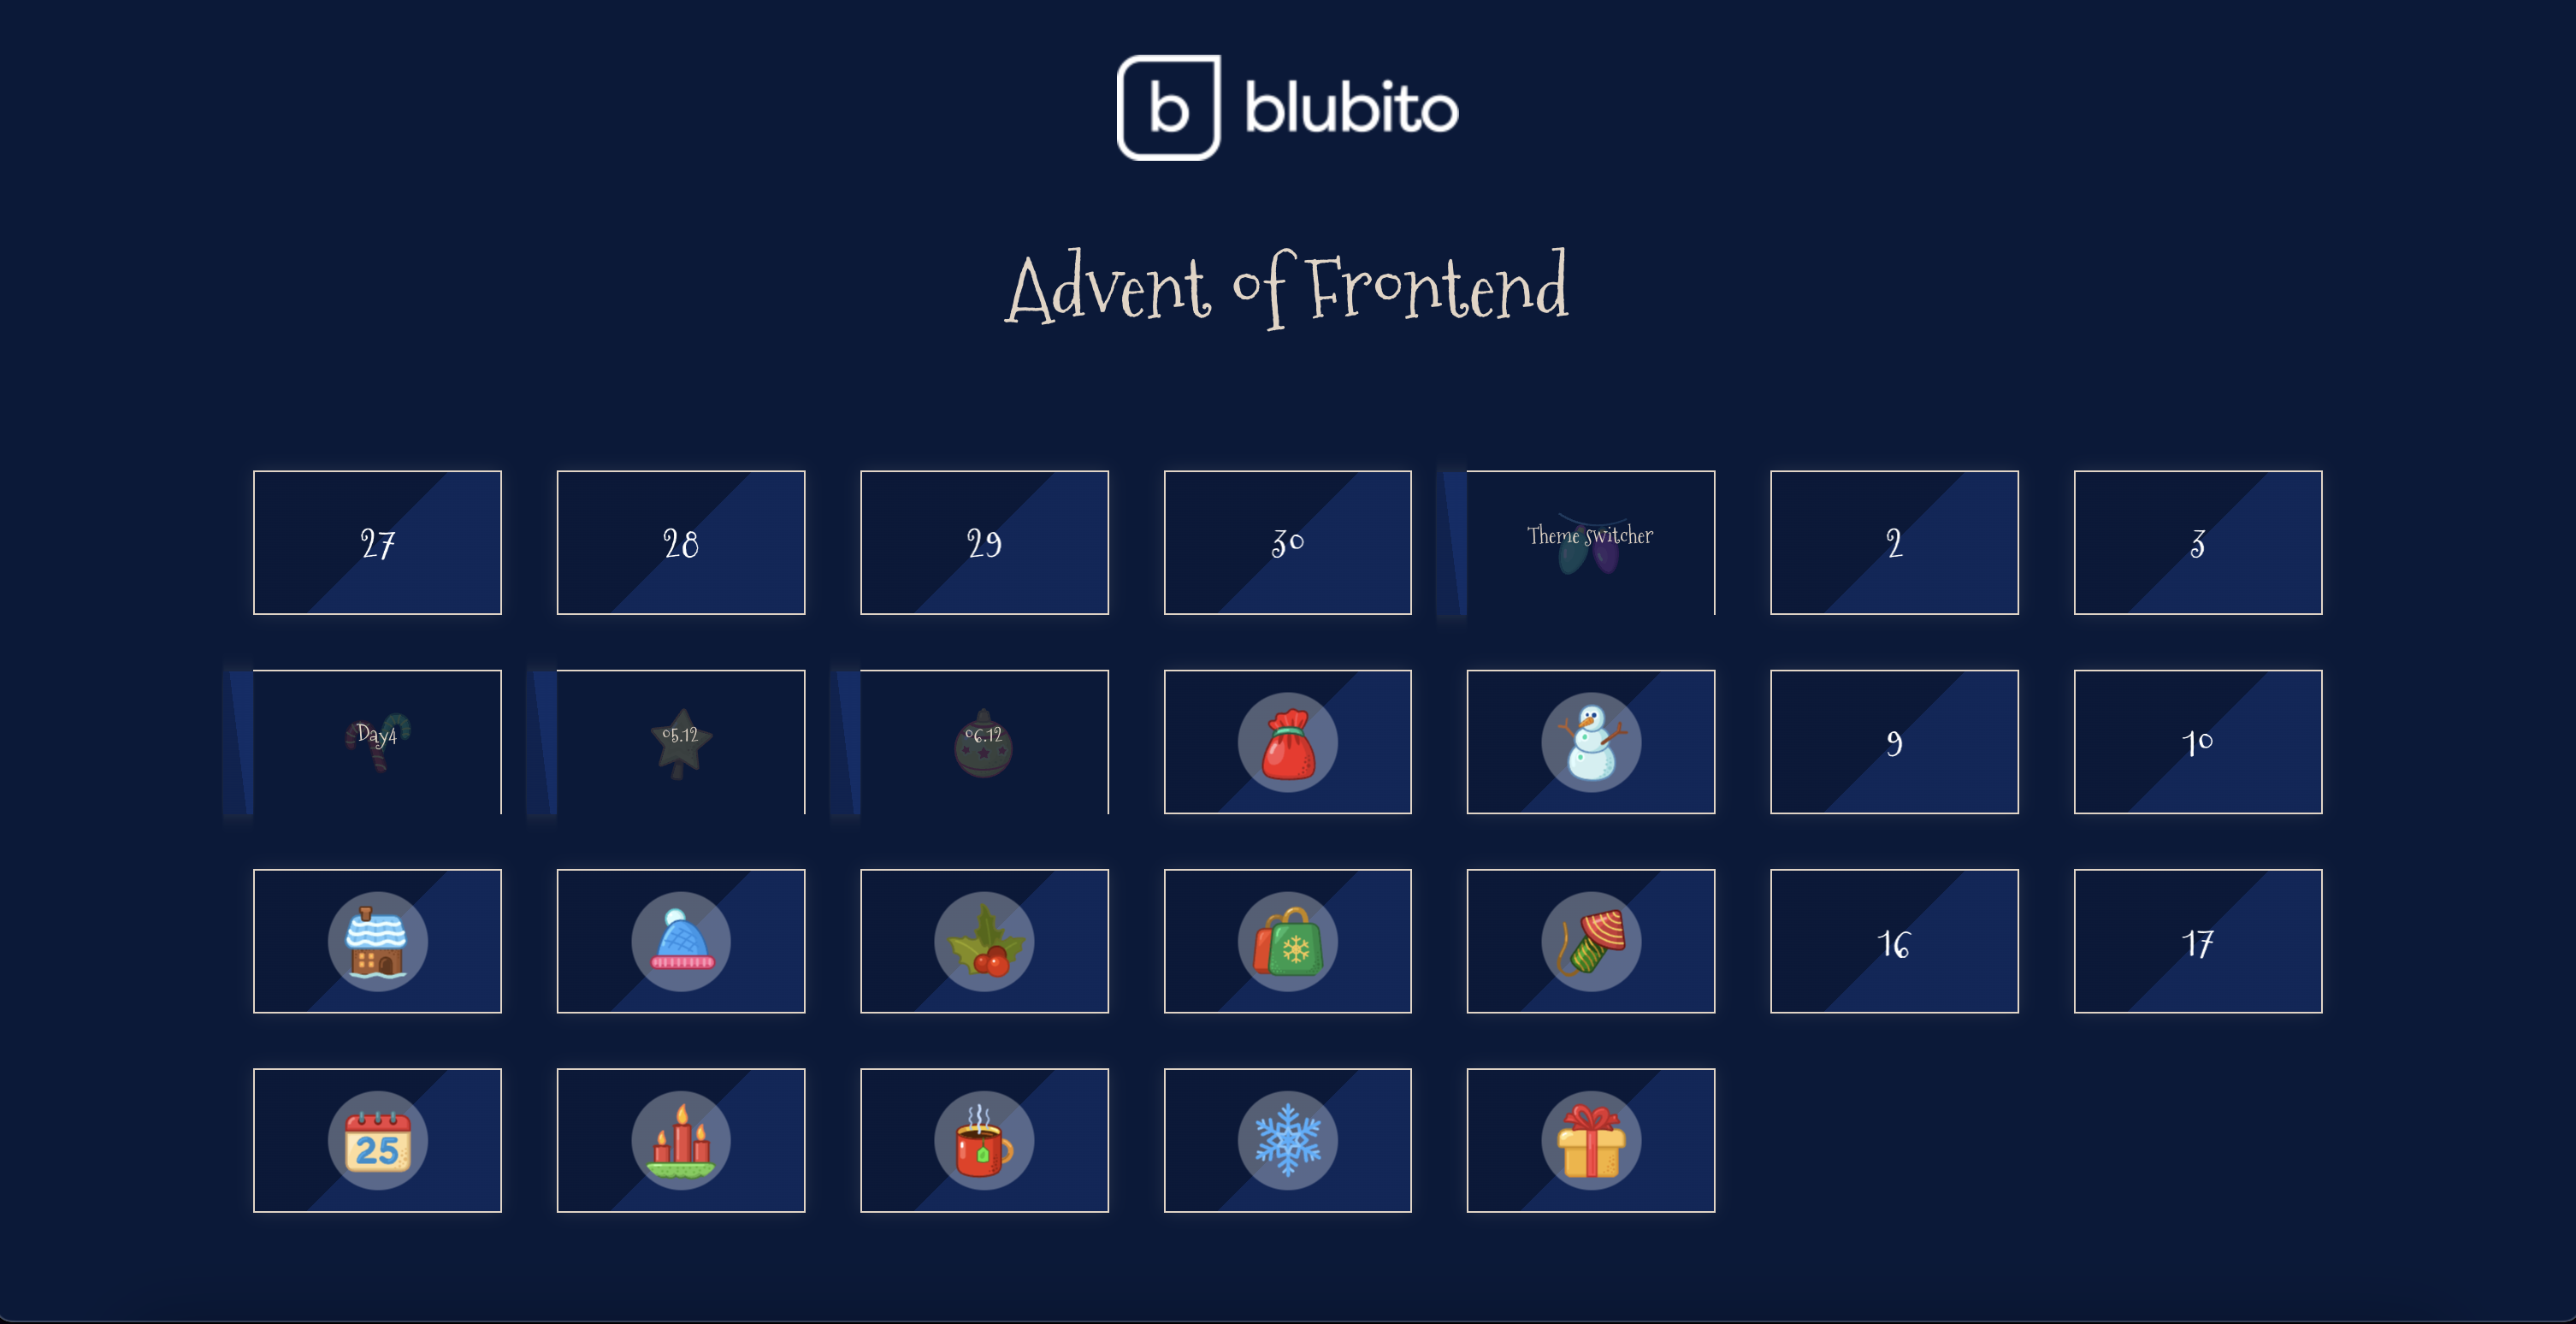 b blubito
Advent of Frontend
27 28 29 30 Theme switcher 2 3
Day4 05.12 06.12 9 10
16 17
25